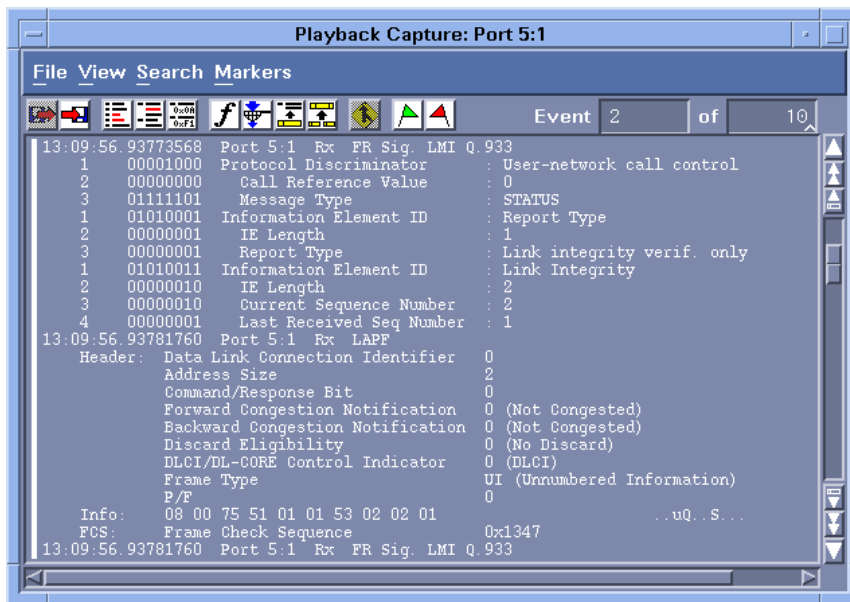 Playback Capture: Port 5:1
File View Search Markers
0x0A
0xF1
f
Event 2 of 10
13:09:56.93773568 Port 5:1 Rx FR Sig. LMI Q.933
1 00001000 Protocol Discriminator : User-network call control
2 00000000 Call Reference Value : 0
3 01111101 Message Type : STATUS
1 01010001 Information Element ID : Report Type
2 00000001 IE Length : 1
3 00000001 Report Type : Link integrity verif. only
1 01010011 Information Element ID : Link Integrity
2 00000010 IE Length : 2
3 00000010 Current Sequence Number : 2
4 00000001 Last Received Seq Number : 1
13:09:56.93781760 Port 5:1 Rx LAPF
Header: Data Link Connection Identifier 0
Address Size 2
Command/Response Bit 0
Forward Congestion Notification 0 (Not Congested)
Backward Congestion Notification 0 (Not Congested)
Discard Eligibility 0 (No Discard)
DLCI/DL-CORE Control Indicator 0 (DLCI)
Frame Type UI (Unnumbered Information)
P/F 0
Info: 08 00 75 51 01 01 53 02 02 01 ..uQ..S...
FCS: Frame Check Sequence 0x1347
13:09:56.93781760 Port 5:1 Rx FR Sig. LMI Q.933